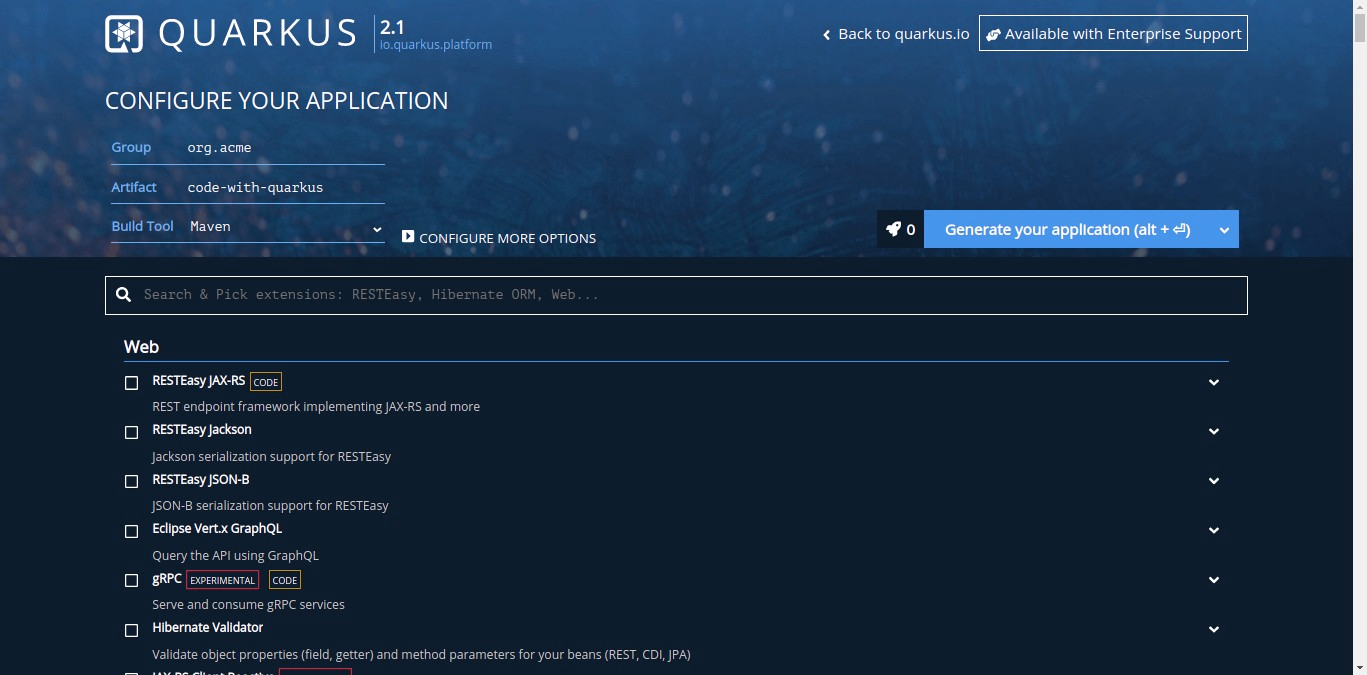 QUARKUS
2.1
io.quarkus.platform
Back to quarkus.io
Available with Enterprise Support
CONFIGURE YOUR APPLICATION
Group org.acme
Artifact code-with-quarkus
Build Tool Maven
CONFIGURE MORE OPTIONS
0
Generate your application (alt + ⏎)
Search & Pick extensions: RESTEasy, Hibernate ORM, Web...
Web
RESTEasy JAX-RS CODE
REST endpoint framework implementing JAX-RS and more
RESTEasy Jackson
Jackson serialization support for RESTEasy
RESTEasy JSON-B
JSON-B serialization support for RESTEasy
Eclipse Vert.x GraphQL
Query the API using GraphQL
gRPC EXPERIMENTAL CODE
Serve and consume gRPC services
Hibernate Validator
Validate object properties (field, getter) and method parameters for your beans (REST, CDI, JPA)
JAX-RS Client Reactive